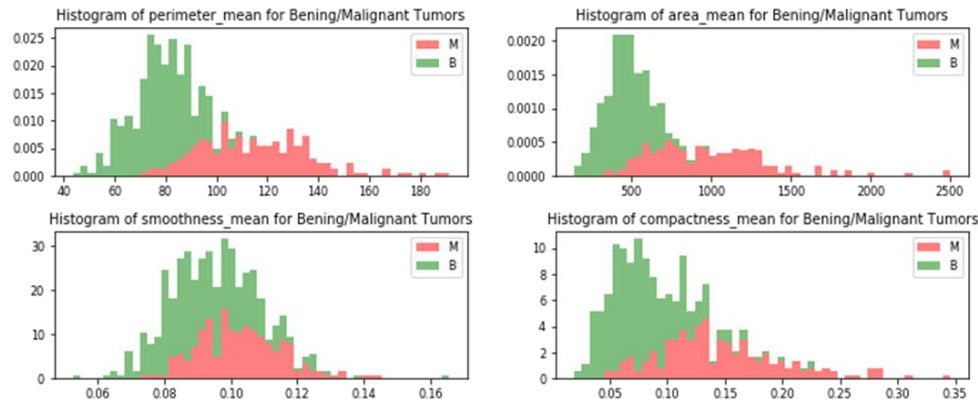 Histogram of perimeter_mean for Bening/Malignant Tumors
0.025
0.020
0.015
0.010
0.005
0.000
40 60 80 100 120 140 160 180
M
B
Histogram of area_mean for Bening/Malignant Tumors
0.0020
0.0015
0.0010
0.0005
0.0000
500 1000 1500 2000 2500
M
B
Histogram of smoothness_mean for Bening/Malignant Tumors
30
20
10
0
0.06 0.08 0.10 0.12 0.14 0.16
M
B
Histogram of compactness_mean for Bening/Malignant Tumors
10
8
6
4
2
0
0.05 0.10 0.15 0.20 0.25 0.30 0.35
M
B